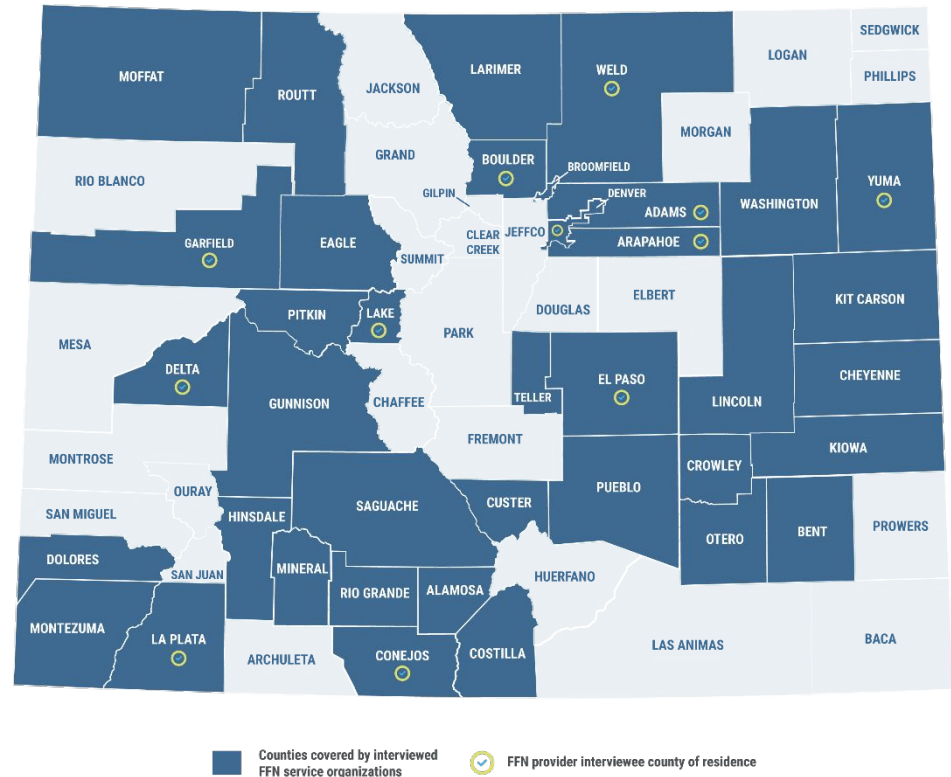 SEDGWICK
LOGAN
MOFFAT
LARIMER
WELD
PHILLIPS
ROUTT
JACKSON
MORGAN
GRAND
BOULDER
BROOMFIELD
RIO BLANCO
GILPIN
DENVER
YUMA
ADAMS
WASHINGTON
GARFIELD
EAGLE
CLEAR
CREEK
JEFFCO
ARAPAHOE
SUMMIT
PITKIN
LAKE
DOUGLAS
ELBERT
KIT CARSON
MESA
PARK
DELTA
EL PASO
CHEYENNE
GUNNISON
CHAFFEE
TELLER
LINCOLN
MONTROSE
FREMONT
KIOWA
CROWLEY
OURAY
PUEBLO
SAN MIGUEL
HINSDALE
SAGUACHE
CUSTER
OTERO
BENT
PROWERS
DOLORES
SAN JUAN
MINERAL
HUERFANO
RIO GRANDE
ALAMOSA
MONTEZUMA
LA PLATA
ARCHULETA
CONEJOS
COSTILLA
LAS ANIMAS
BACA
Counties covered by interviewed
FFN service organizations
FFN provider interviewee county of residence